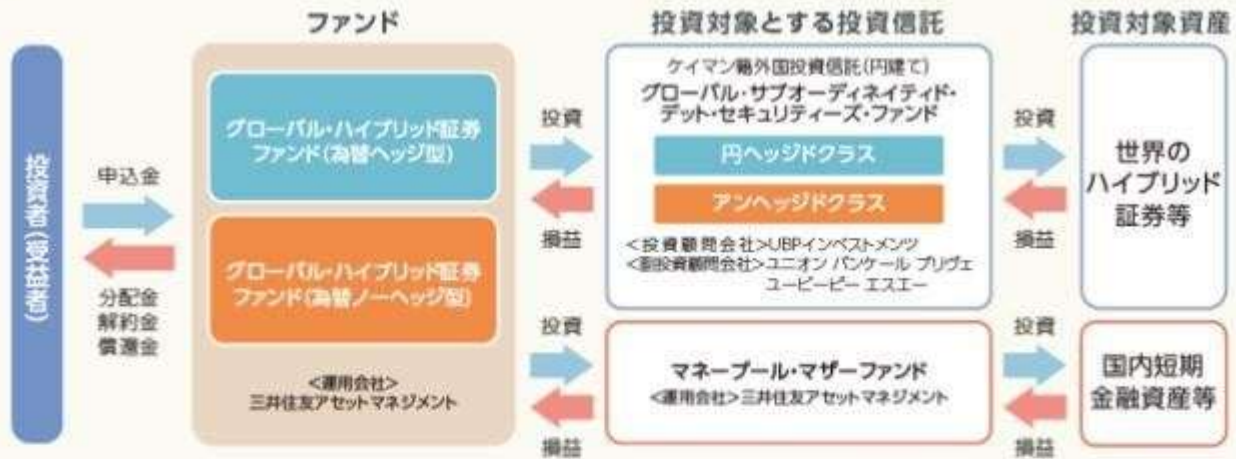 ファンド
投資対象とする投資信託
投資対象資産
投資者(受益者)
申込金
分配金
解約金
償還金
グローバル・ハイブリッド証券
ファンド(為替ヘッジ型)
グローバル・ハイブリッド証券
ファンド(為替ノーヘッジ型)
<運用会社>
三井住友アセットマネジメント
投資
損益
投資
損益
ケイマン籍外国投資信託(円建て)
グローバル・サブオーディネイティド・
デット・セキュリティーズ・ファンド
円ヘッジドクラス
アンヘッジドクラス
<投資顧問会社>UBPインベストメンツ
<副投資顧問会社>ユニオン バンケール プリヴェ
ユービーピー エスエー
マネープール・マザーファンド
<運用会社>三井住友アセットマネジメント
投資
損益
投資
損益
世界の
ハイブリッド
証券等
国内短期
金融資産等